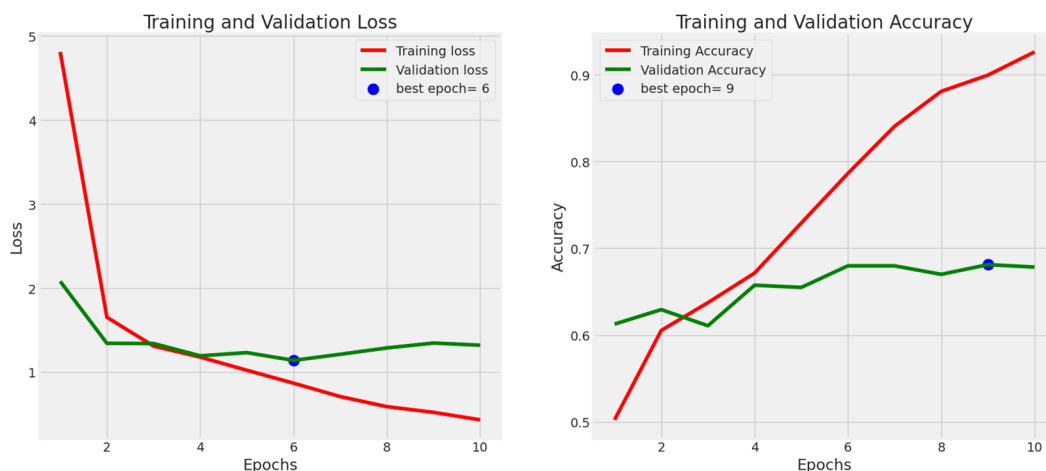 Training and Validation Loss
5
4
3
2
1
Loss
Training loss
Validation loss
best epoch= 6
2
4
6
8
10
Epochs
Training and Validation Accuracy
0.9
0.8
0.7
0.6
0.5
Accuracy
Training Accuracy
Validation Accuracy
best epoch= 9
2
4
6
8
10
Epochs